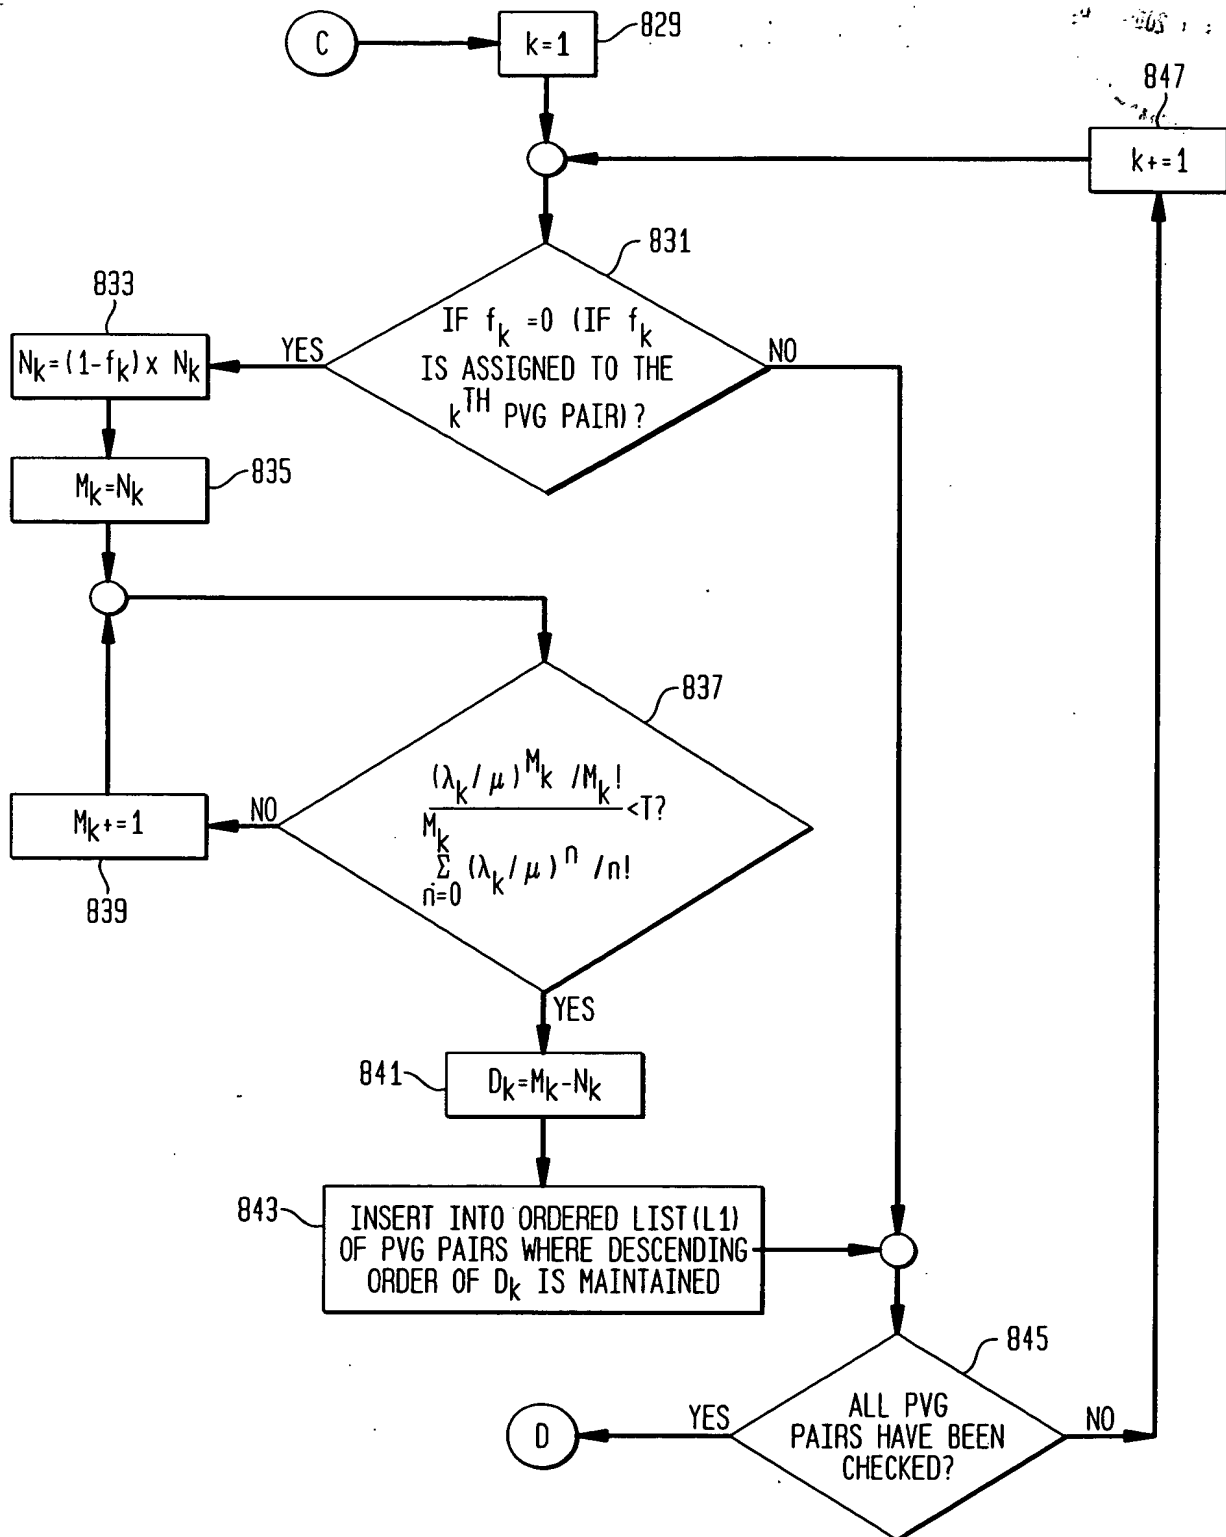 C
k=1
829
847
k+=1
831
833
IF f_k =0 (IF f_k
IS ASSIGNED TO THE
k^TH PVG PAIR)?
YES
NO
N_k=(1-f_k) x N_k
M_k=N_k
835
837
(λ_k/μ)^M_k /M_k!
<T?
M_k
Σ (λ_k/μ)^n /n!
n=0
NO
M_k+=1
839
YES
841
D_k=M_k-N_k
843
INSERT INTO ORDERED LIST(L1)
OF PVG PAIRS WHERE DESCENDING
ORDER OF D_k IS MAINTAINED
845
ALL PVG
PAIRS HAVE BEEN
CHECKED?
YES
NO
D